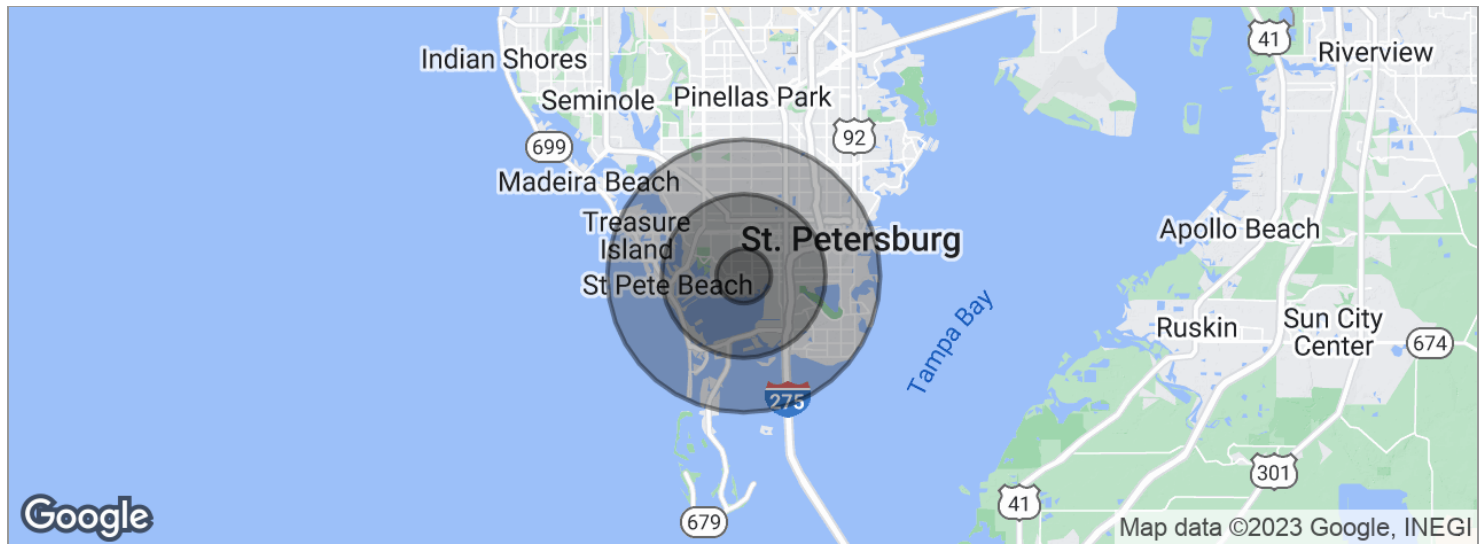 41
Riverview
Indian Shores
Seminole
Pinellas Park
92
699
Madeira Beach
Treasure
Island
St. Petersburg
Apollo Beach
St Pete Beach
Tampa Bay
Ruskin
Sun City
Center
674
275
301
41
679
Google
Map data ©2023 Google, INEGI